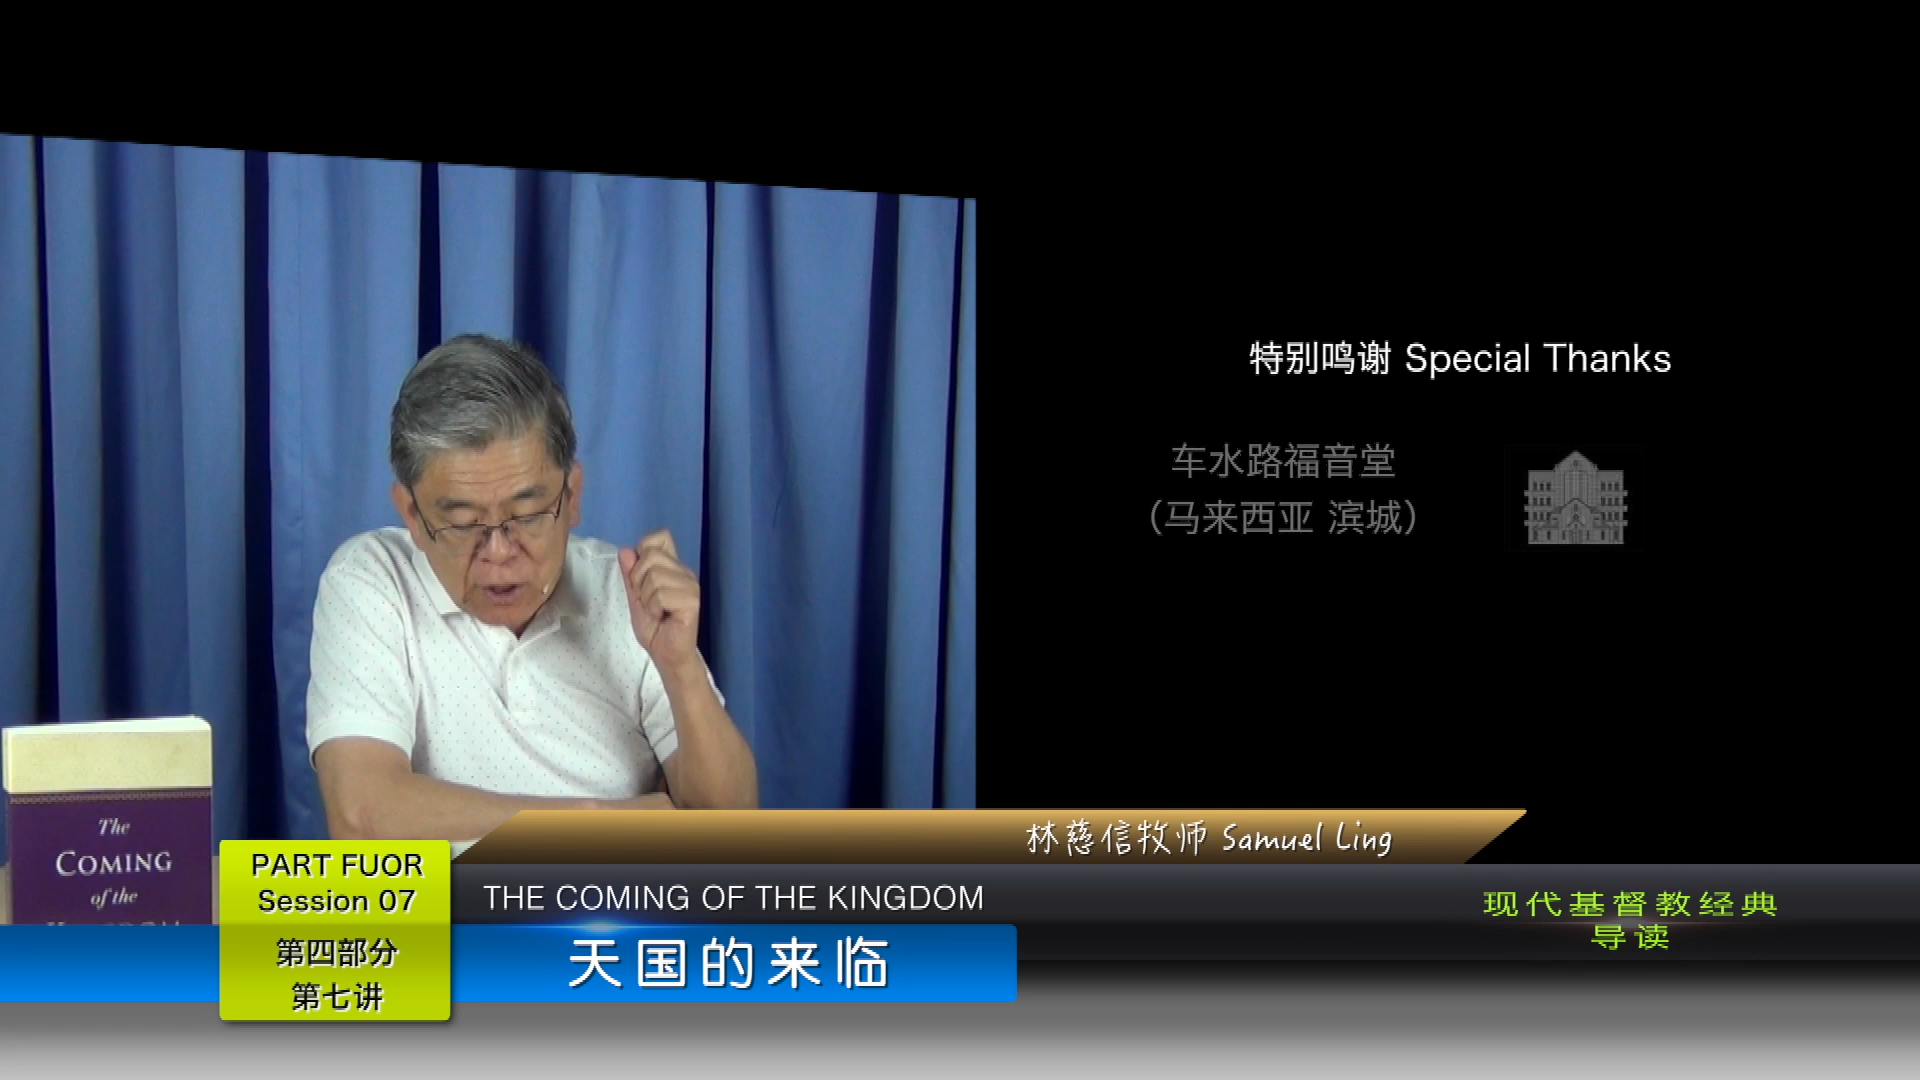 特别鸣谢 Special Thanks
车水路福音堂
（马来西亚 滨城）
The
COMING
of the
林慈信牧师 Samuel Ling
PART FUOR
Session 07
第四部分
第七讲
THE COMING OF THE KINGDOM
天国的来临
现代基督教经典
导读